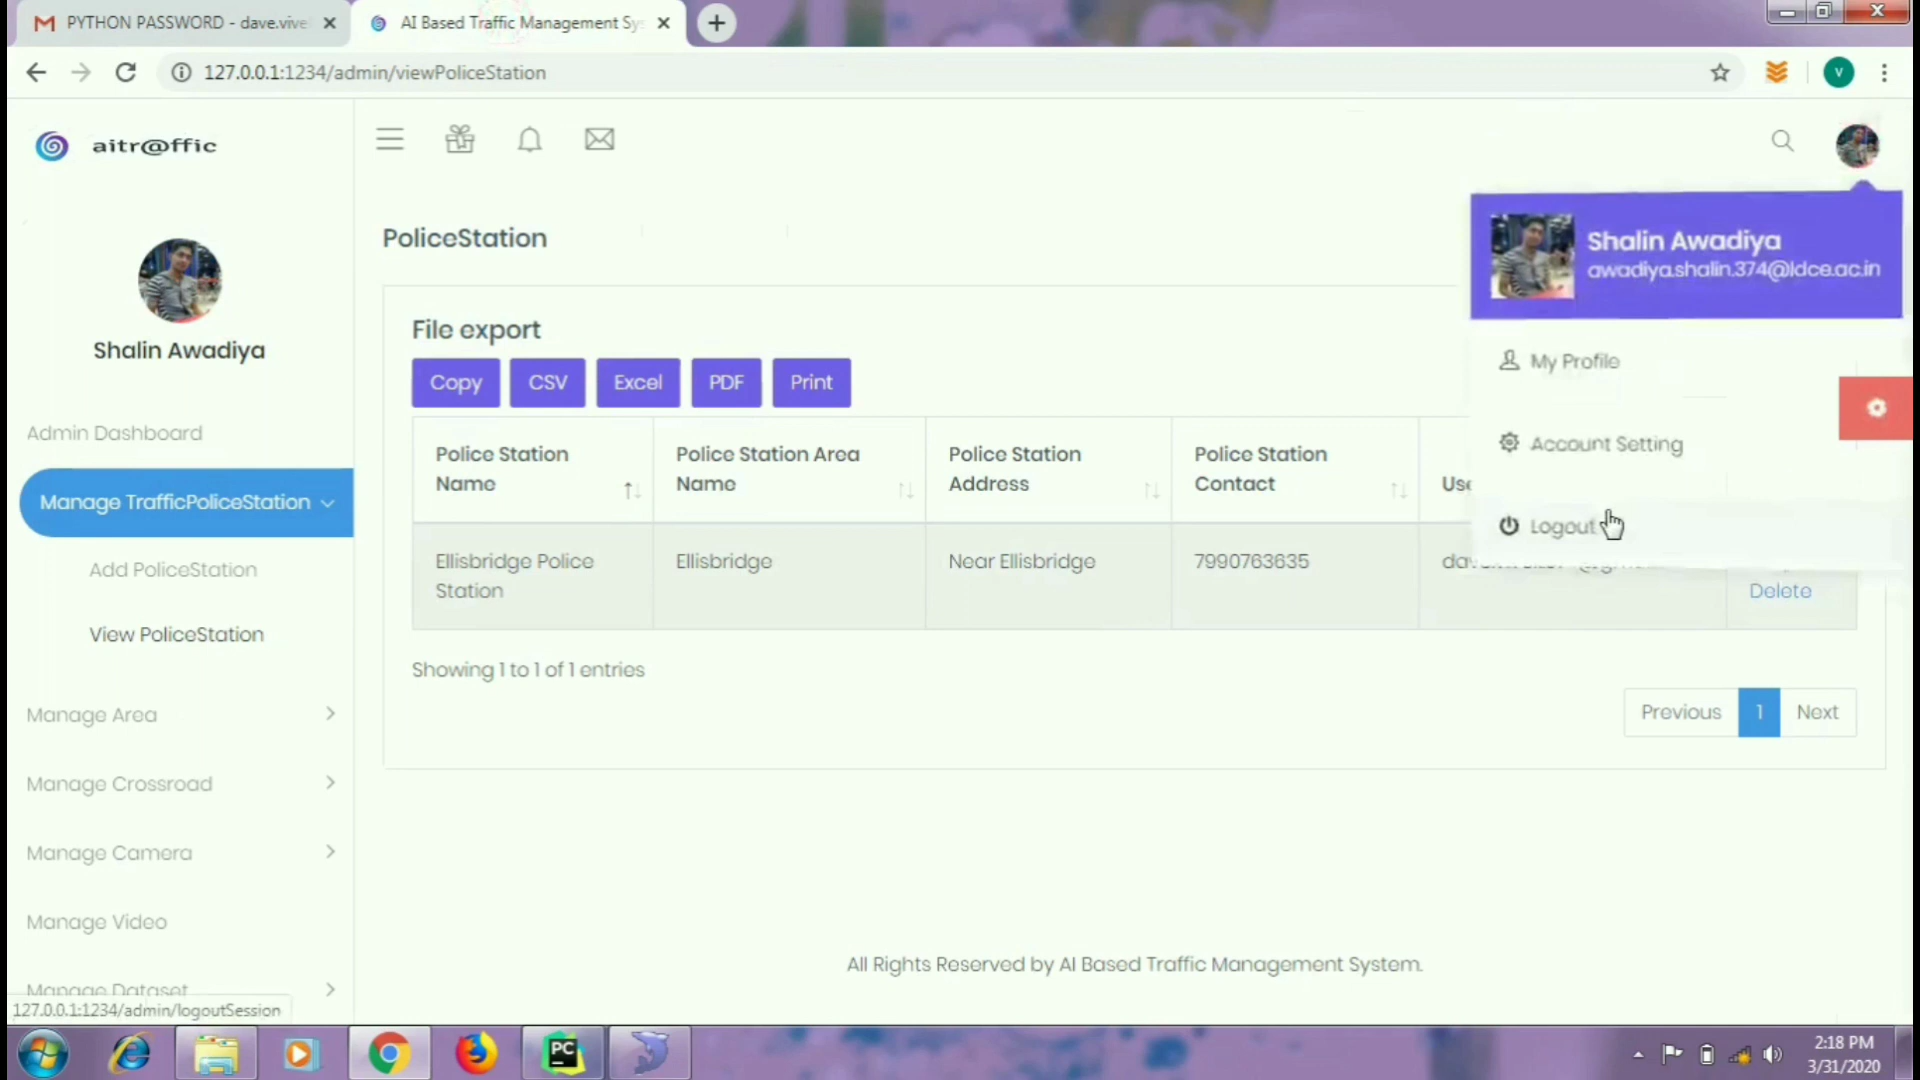 PYTHON PASSWORD - dave.vive
AI Based Traffic Management Sy
127.0.0.1:1234/admin/viewPoliceStation
V
aitr@ffic
Shalin Awadiya
awadiya.shalin.374@ldce.ac.in
PoliceStation
Shalin Awadiya
File export
Copy
CSV
Excel
PDF
Print
My Profile
Account Setting
Logout
Admin Dashboard
Manage TrafficPoliceStation
Add PoliceStation
View PoliceStation
Manage Area
Manage Crossroad
Manage Camera
Manage Video
Manage Dataset
Police Station Name
Police Station Area Name
Police Station Address
Police Station Contact
Use
Ellisbridge Police Station
Ellisbridge
Near Ellisbridge
7990763635
Delete
Showing 1 to 1 of 1 entries
Previous
1
Next
All Rights Reserved by AI Based Traffic Management System.
127.0.0.1:1234/admin/logoutSession
PC
2:18 PM
3/31/2020